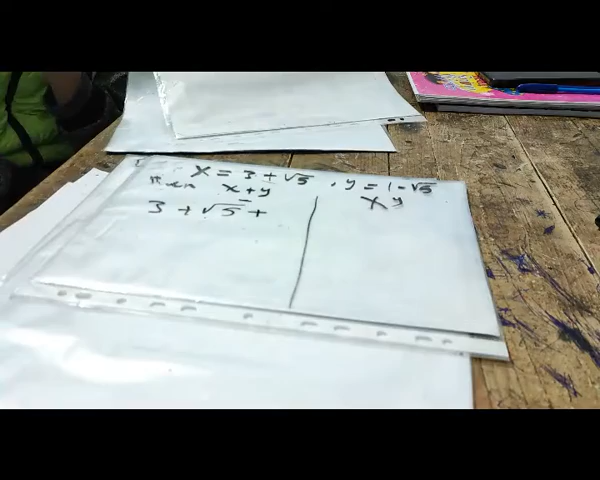 x = 3 + √5 , y = 1 - √5
x + y
x y
3 + √5 +